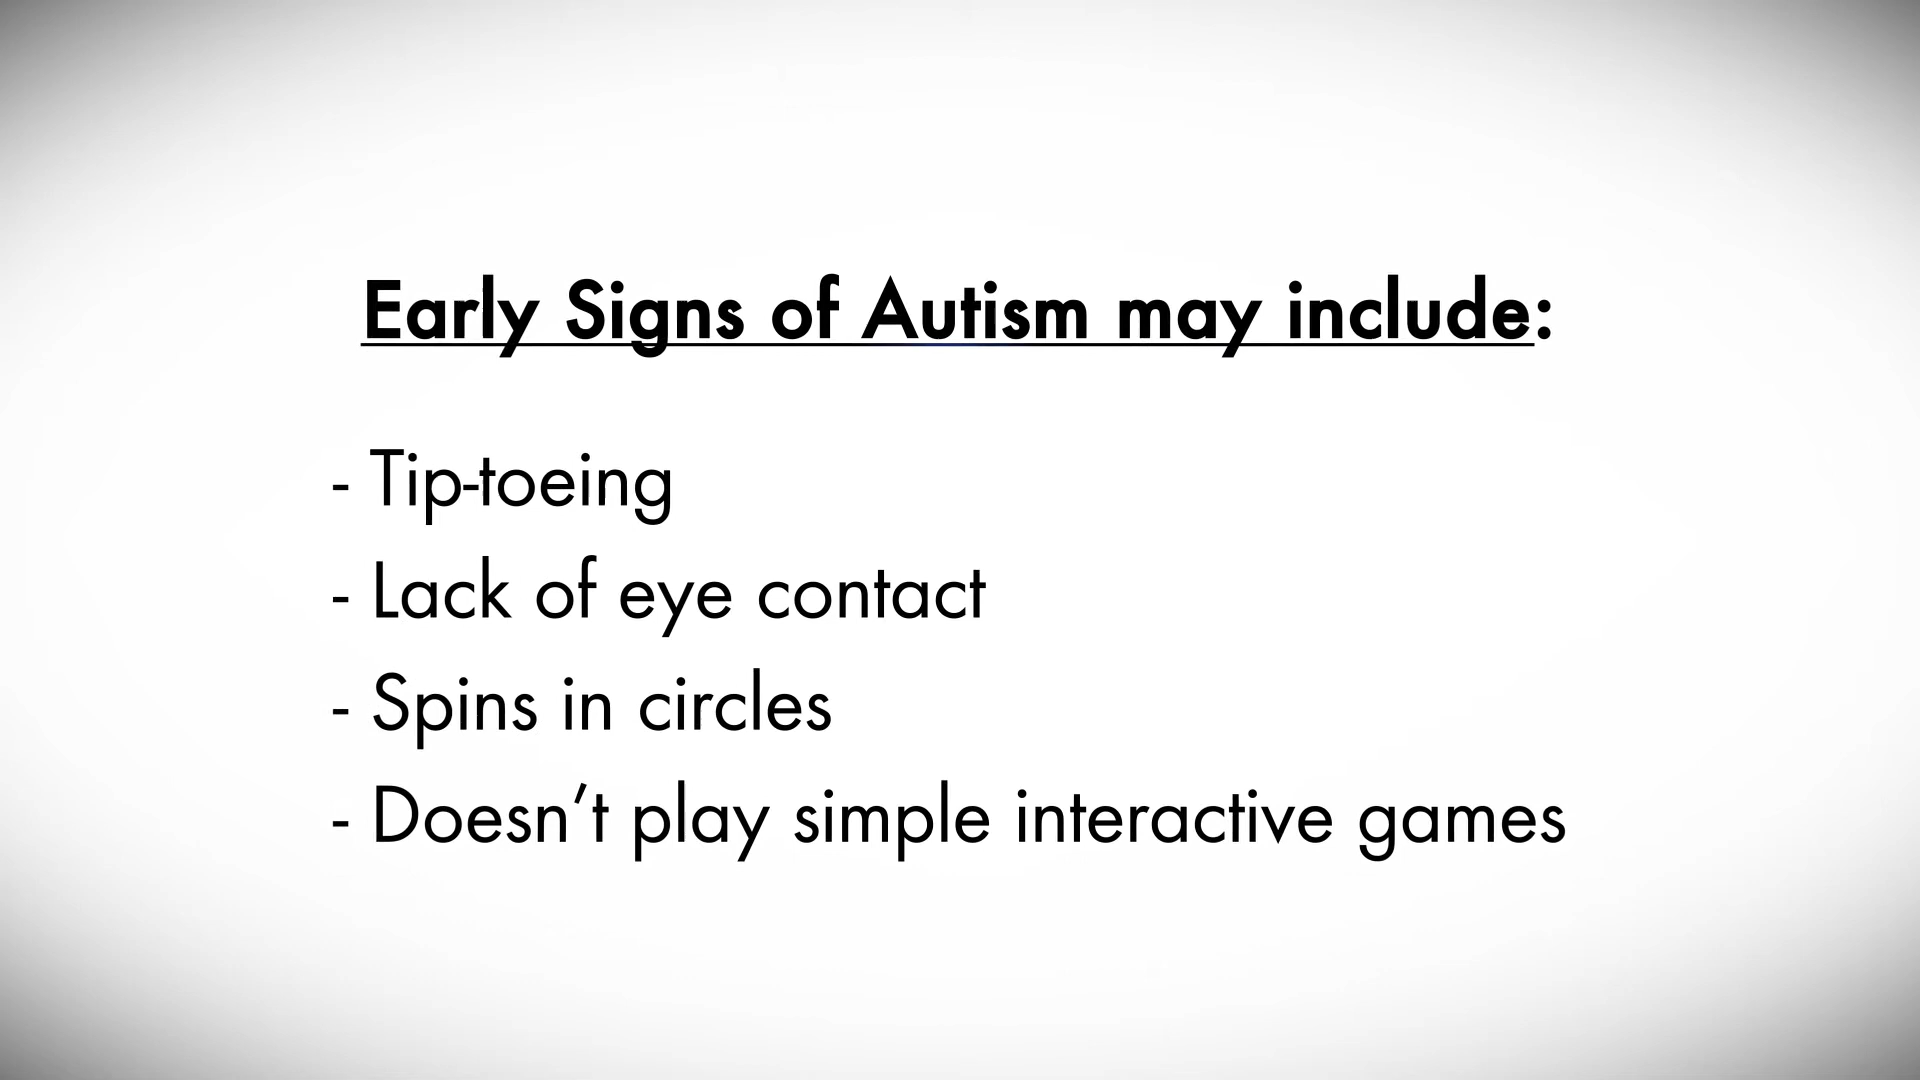 Early Signs of Autism may include:
- Tip-toeing
- Lack of eye contact
- Spins in circles
- Doesn’t play simple interactive games